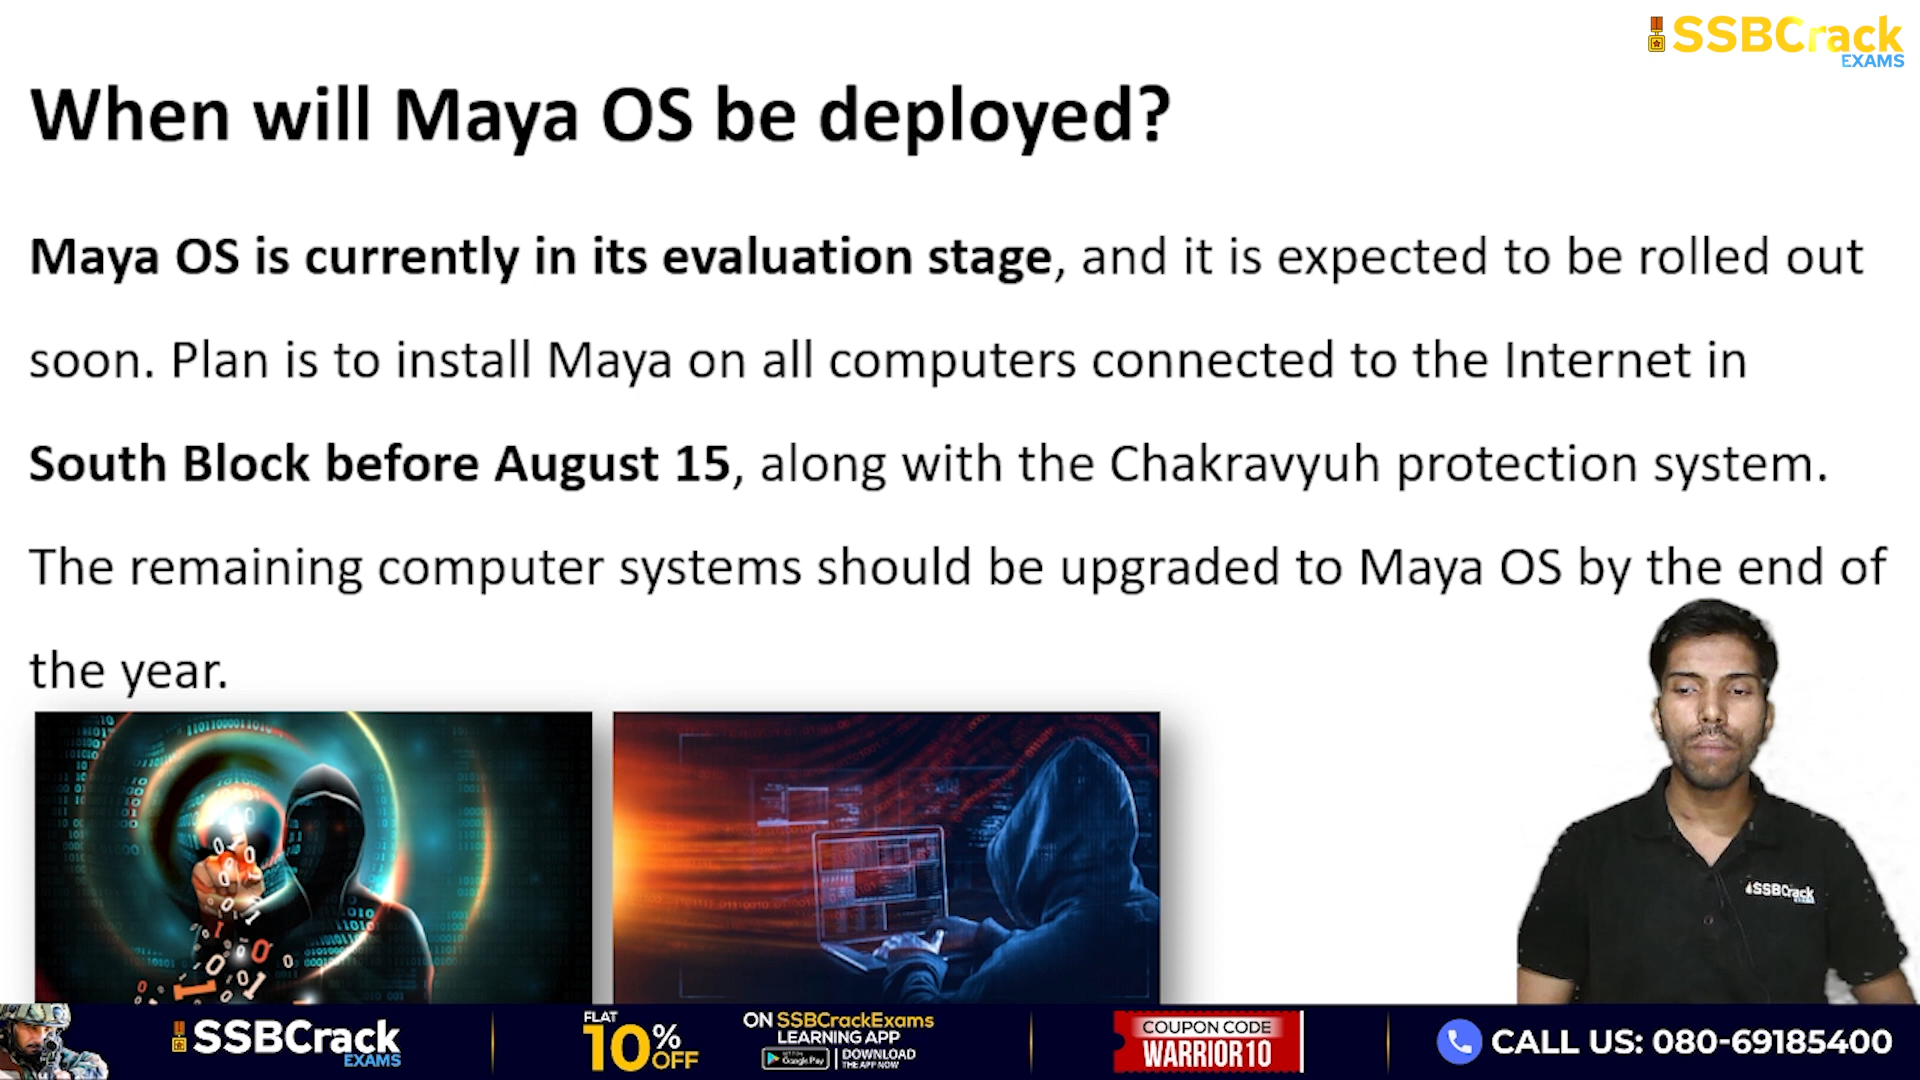 SSBCrack
EXAMS
When will Maya OS be deployed?
Maya OS is currently in its evaluation stage, and it is expected to be rolled out
soon. Plan is to install Maya on all computers connected to the Internet in
South Block before August 15, along with the Chakravyuh protection system.
The remaining computer systems should be upgraded to Maya OS by the end of
the year.
SSBCrack
EXAMS
SSBCrack
EXAMS
FLAT
10% OFF
ON SSBCrackExams
LEARNING APP
Google Play
DOWNLOAD
THE APP NOW
COUPON CODE
WARRIOR10
CALL US: 080-69185400